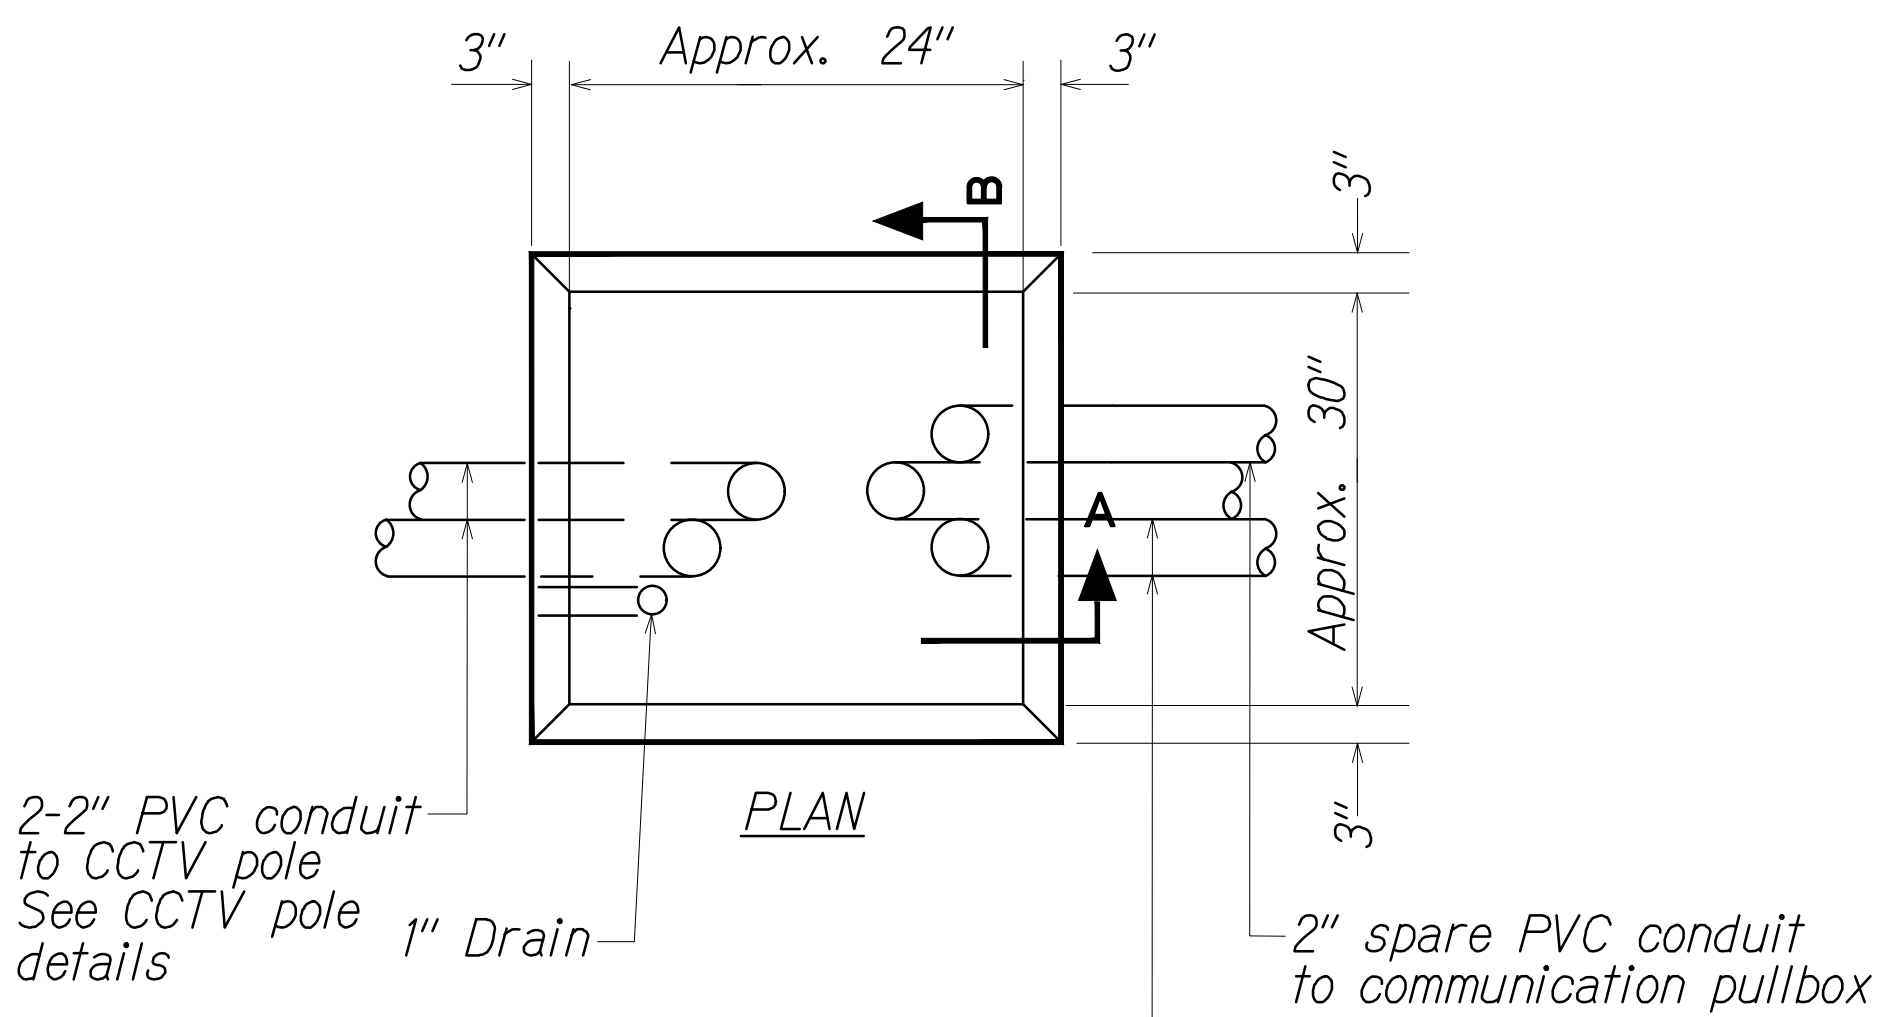 3" Approx. 24" 3"
B
3"
Approx. 30"
A
3"
PLAN
2-2" PVC conduit
to CCTV pole
See CCTV pole
details
1" Drain
2" spare PVC conduit
to communication pullbox